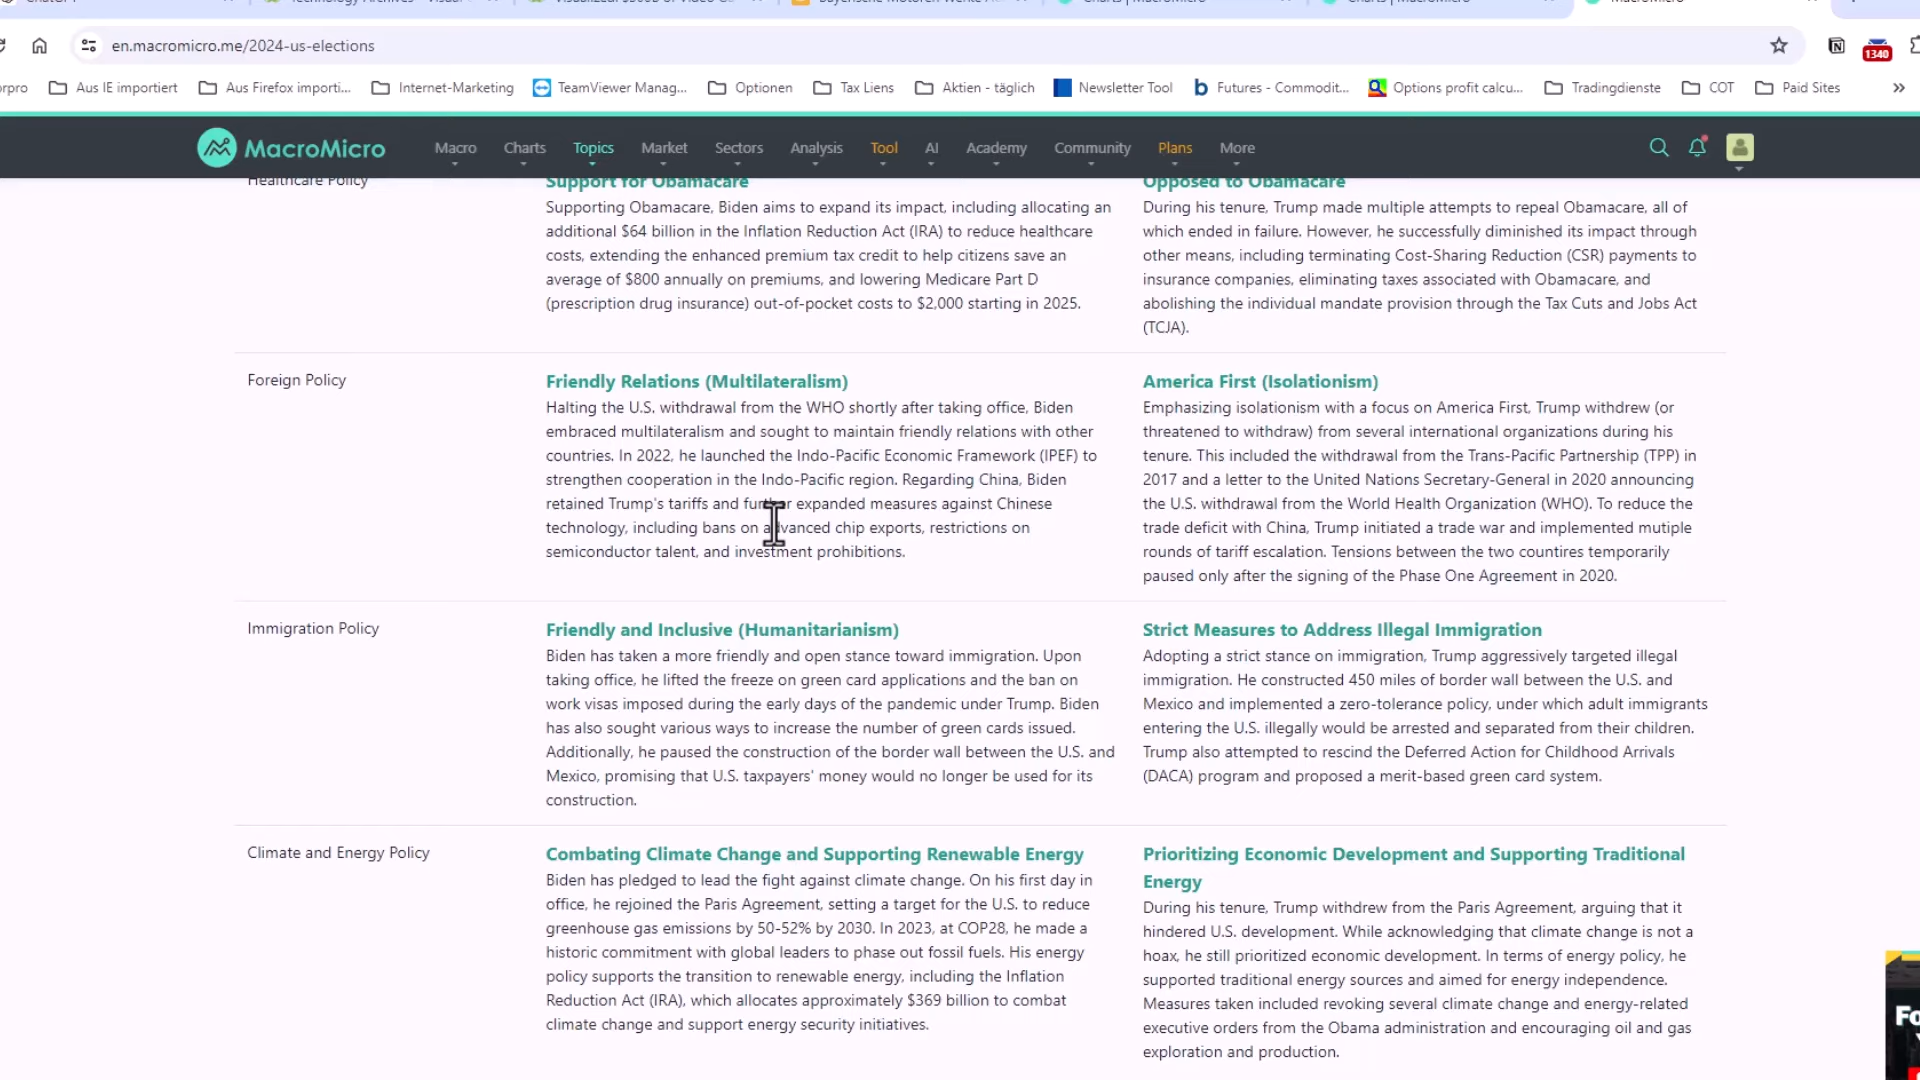 en.macromicro.me/2024-us-elections
1340
Aus IE importiert
Aus Firefox importi...
Internet-Marketing
TeamViewer Manag...
Optionen
Tax Liens
Aktien - täglich
Newsletter Tool
Futures - Commodit...
Options profit calcu...
Tradingdienste
COT
Paid Sites
MacroMicro
Macro
Charts
Topics
Market
Sectors
Analysis
Tool
AI
Academy
Community
Plans
More
Healthcare Policy
Support for Obamacare
Supporting Obamacare, Biden aims to expand its impact, including allocating an
additional $64 billion in the Inflation Reduction Act (IRA) to reduce healthcare
costs, extending the enhanced premium tax credit to help citizens save an
average of $800 annually on premiums, and lowering Medicare Part D
(prescription drug insurance) out-of-pocket costs to $2,000 starting in 2025.
Opposed to Obamacare
During his tenure, Trump made multiple attempts to repeal Obamacare, all of
which ended in failure. However, he successfully diminished its impact through
other means, including terminating Cost-Sharing Reduction (CSR) payments to
insurance companies, eliminating taxes associated with Obamacare, and
abolishing the individual mandate provision through the Tax Cuts and Jobs Act
(TCJA).
Foreign Policy
Friendly Relations (Multilateralism)
Halting the U.S. withdrawal from the WHO shortly after taking office, Biden
embraced multilateralism and sought to maintain friendly relations with other
countries. In 2022, he launched the Indo-Pacific Economic Framework (IPEF) to
strengthen cooperation in the Indo-Pacific region. Regarding China, Biden
retained Trump's tariffs and further expanded measures against Chinese
technology, including bans on advanced chip exports, restrictions on
semiconductor talent, and investment prohibitions.
America First (Isolationism)
Emphasizing isolationism with a focus on America First, Trump withdrew (or
threatened to withdraw) from several international organizations during his
tenure. This included the withdrawal from the Trans-Pacific Partnership (TPP) in
2017 and a letter to the United Nations Secretary-General in 2020 announcing
the U.S. withdrawal from the World Health Organization (WHO). To reduce the
trade deficit with China, Trump initiated a trade war and implemented mutiple
rounds of tariff escalation. Tensions between the two countires temporarily
paused only after the signing of the Phase One Agreement in 2020.
Immigration Policy
Friendly and Inclusive (Humanitarianism)
Biden has taken a more friendly and open stance toward immigration. Upon
taking office, he lifted the freeze on green card applications and the ban on
work visas imposed during the early days of the pandemic under Trump. Biden
has also sought various ways to increase the number of green cards issued.
Additionally, he paused the construction of the border wall between the U.S. and
Mexico, promising that U.S. taxpayers' money would no longer be used for its
construction.
Strict Measures to Address Illegal Immigration
Adopting a strict stance on immigration, Trump aggressively targeted illegal
immigration. He constructed 450 miles of border wall between the U.S. and
Mexico and implemented a zero-tolerance policy, under which adult immigrants
entering the U.S. illegally would be arrested and separated from their children.
Trump also attempted to rescind the Deferred Action for Childhood Arrivals
(DACA) program and proposed a merit-based green card system.
Climate and Energy Policy
Combating Climate Change and Supporting Renewable Energy
Biden has pledged to lead the fight against climate change. On his first day in
office, he rejoined the Paris Agreement, setting a target for the U.S. to reduce
greenhouse gas emissions by 50-52% by 2030. In 2023, at COP28, he made a
historic commitment with global leaders to phase out fossil fuels. His energy
policy supports the transition to renewable energy, including the Inflation
Reduction Act (IRA), which allocates approximately $369 billion to combat
climate change and support energy security initiatives.
Prioritizing Economic Development and Supporting Traditional
Energy
During his tenure, Trump withdrew from the Paris Agreement, arguing that it
hindered U.S. development. While acknowledging that climate change is not a
hoax, he still prioritized economic development. In terms of energy policy, he
supported traditional energy sources and aimed for energy independence.
Measures taken included revoking several climate change and energy-related
executive orders from the Obama administration and encouraging oil and gas
exploration and production.